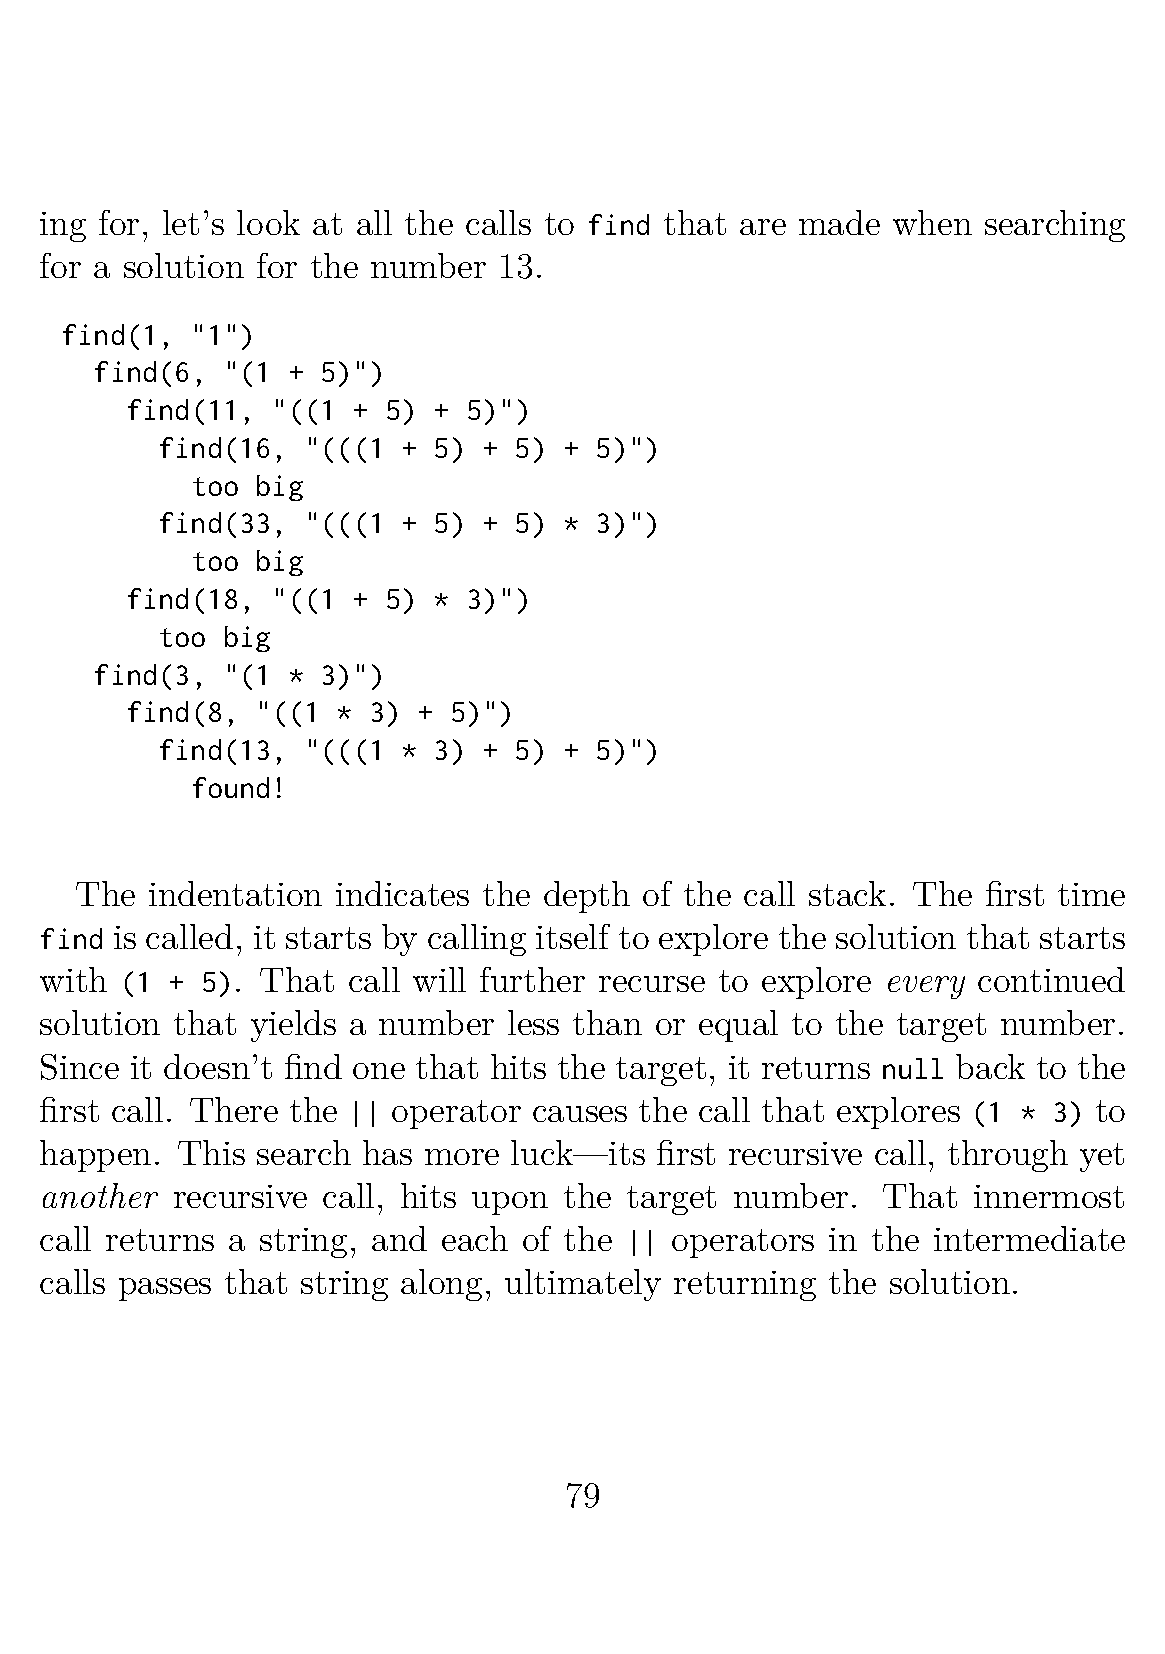 ing for, let's look at all the calls to find that are made when searching
for a solution for the number 13.
find(1, "1")
  find(6, "(1 + 5)")
    find(11, "((1 + 5) + 5)")
      find(16, "(((1 + 5) + 5) + 5)")
        too big
      find(33, "(((1 + 5) + 5) * 3)")
        too big
    find(18, "((1 + 5) * 3)")
      too big
  find(3, "(1 * 3)")
    find(8, "((1 * 3) + 5)")
      find(13, "(((1 * 3) + 5) + 5)")
        found!
The indentation indicates the depth of the call stack. The first time
find is called, it starts by calling itself to explore the solution that starts
with (1 + 5). That call will further recurse to explore every continued
solution that yields a number less than or equal to the target number.
Since it doesn't find one that hits the target, it returns null back to the
first call. There the || operator causes the call that explores (1 * 3) to
happen. This search has more luck—its first recursive call, through yet
another recursive call, hits upon the target number. That innermost
call returns a string, and each of the || operators in the intermediate
calls passes that string along, ultimately returning the solution.
79